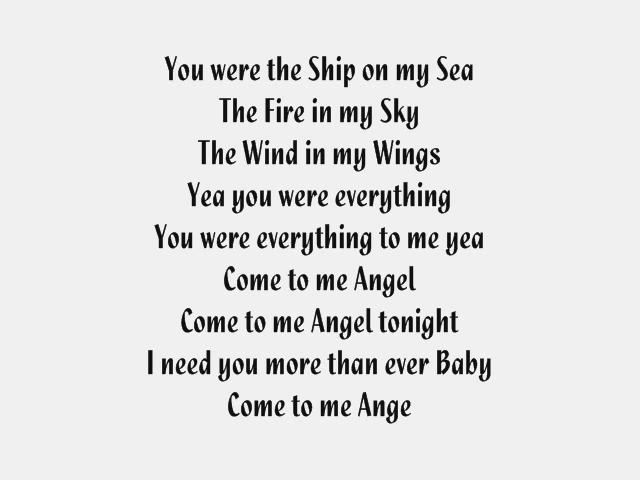 You were the Ship on my Sea
The Fire in my Sky
The Wind in my Wings
Yea you were everything
You were everything to me yea
Come to me Angel
Come to me Angel tonight
I need you more than ever Baby
Come to me Ange